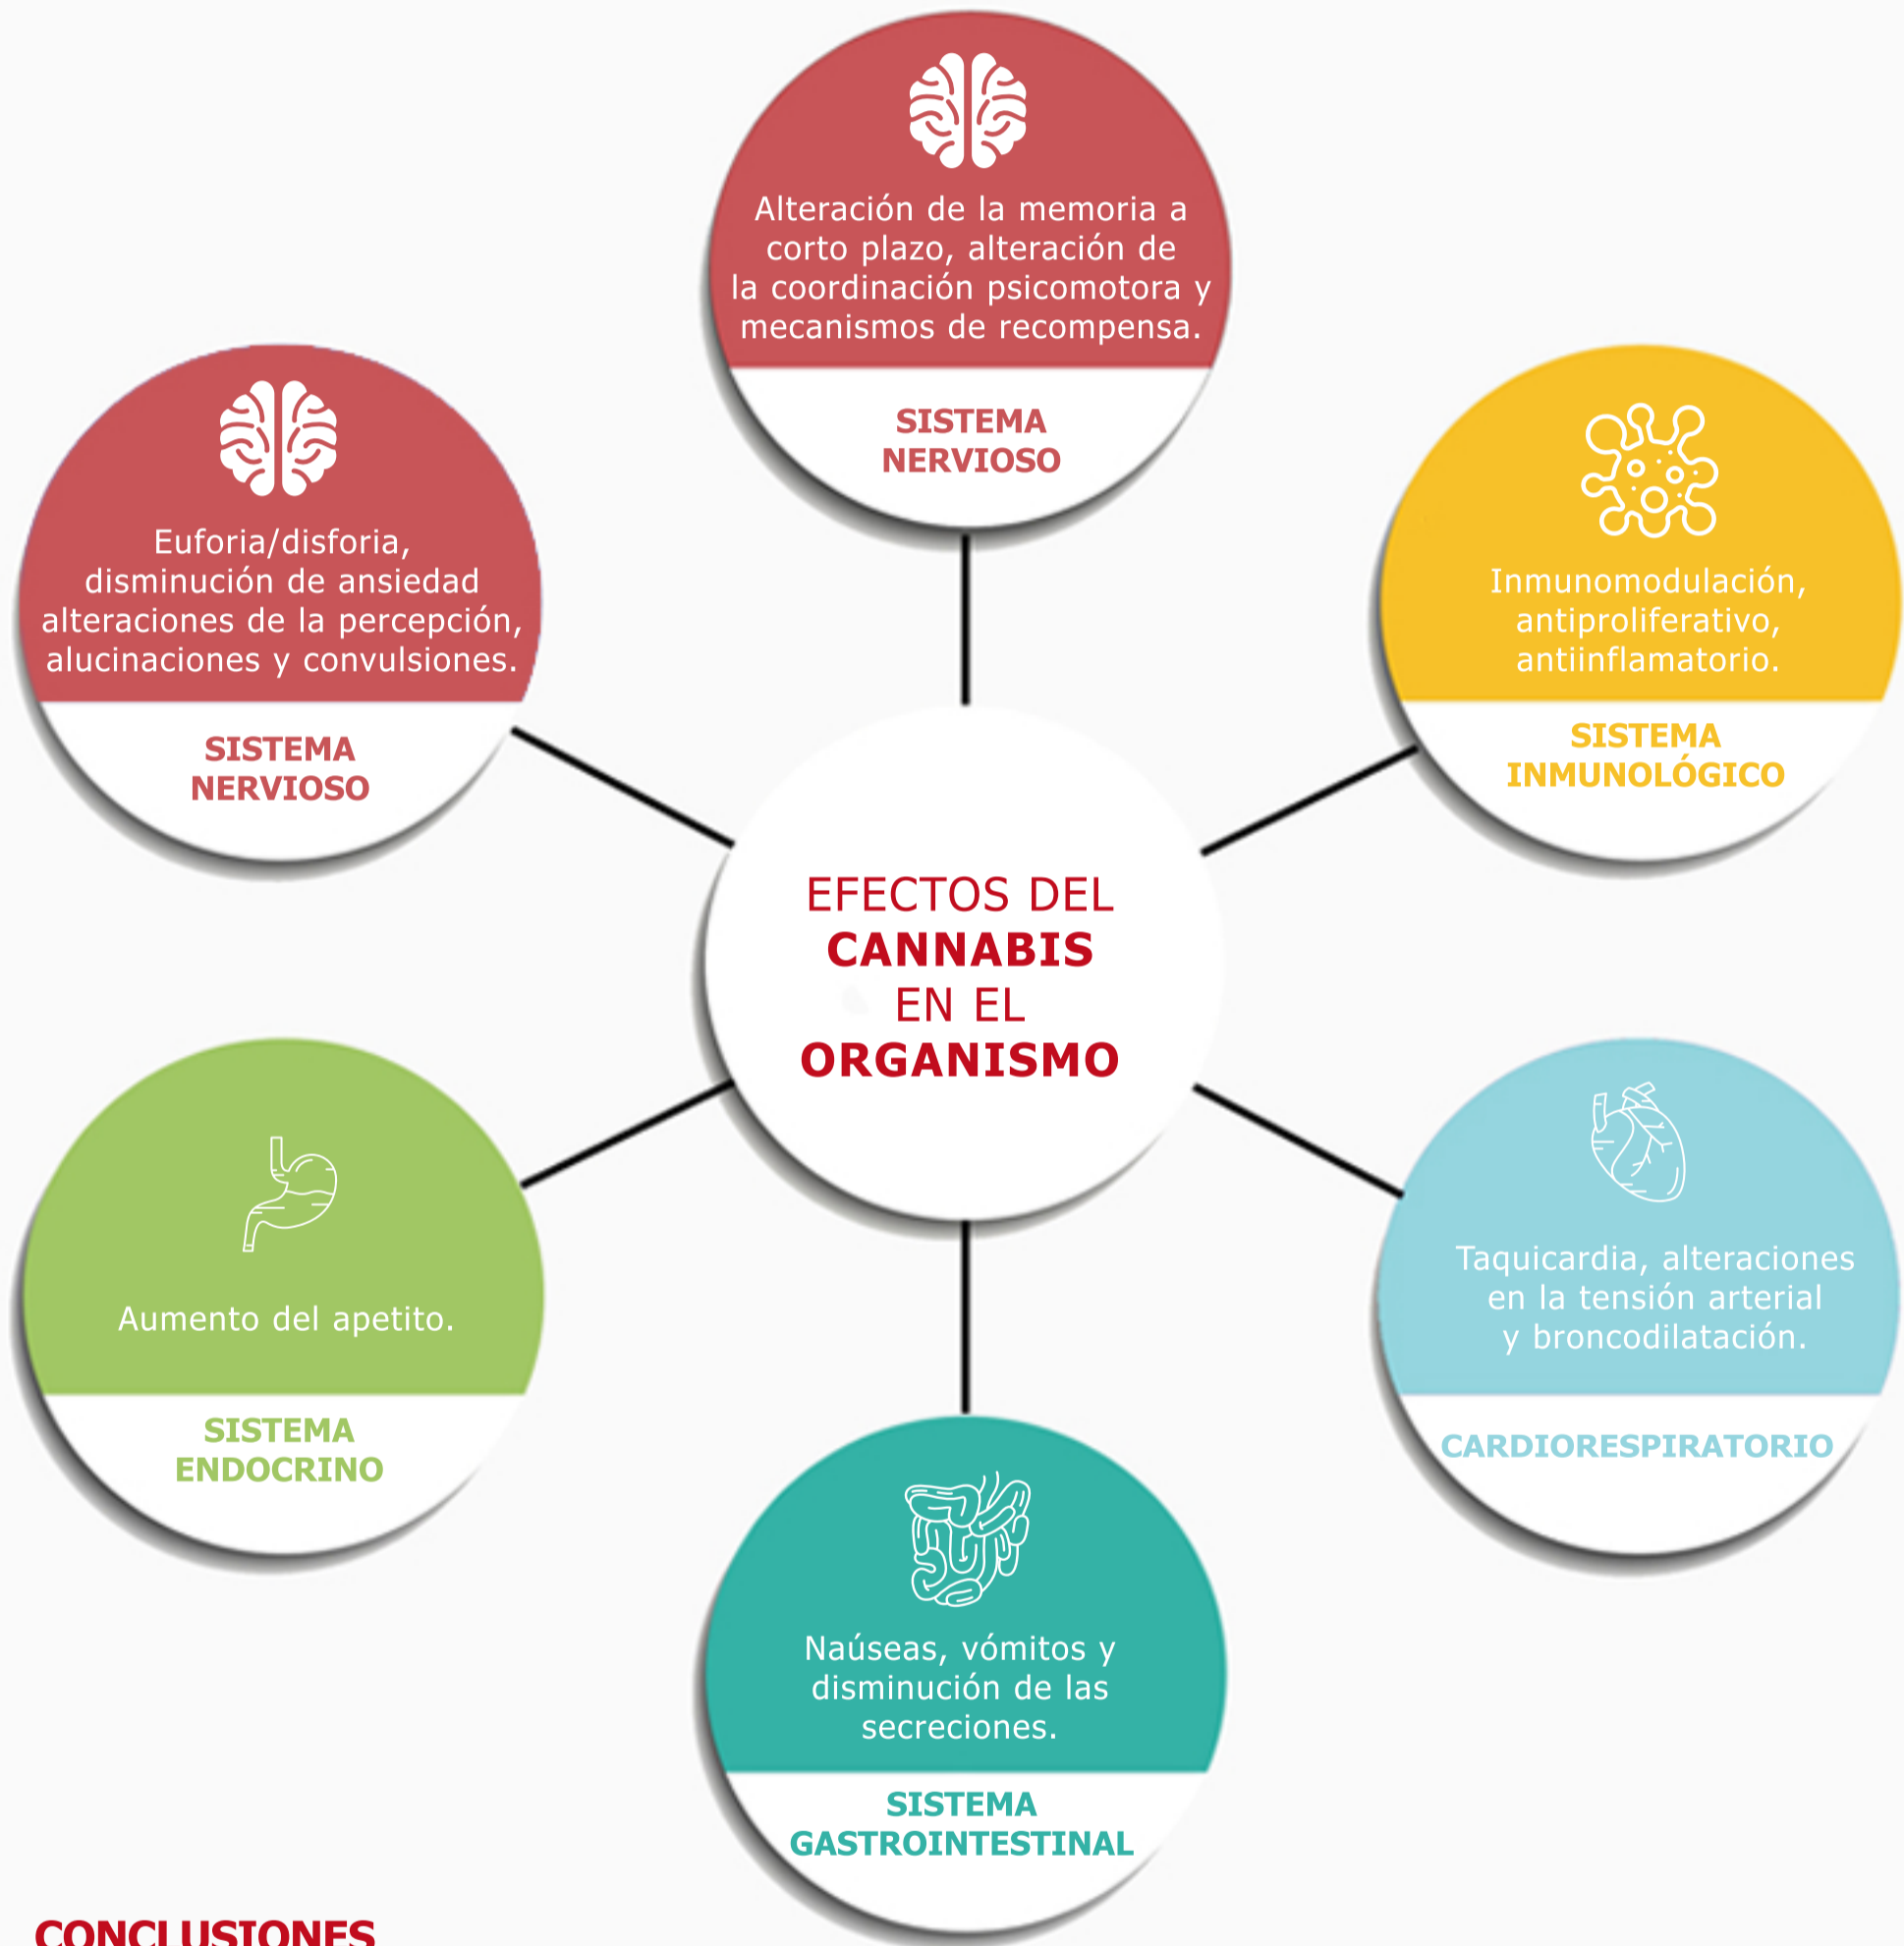 Alteración de la memoria a
corto plazo, alteración de
la coordinación psicomotora y
mecanismos de recompensa.
SISTEMA
NERVIOSO
Euforia/disforia,
disminución de ansiedad
alteraciones de la percepción,
alucinaciones y convulsiones.
SISTEMA
NERVIOSO
Inmunomodulación,
antiproliferativo,
antiinflamatorio.
SISTEMA
INMUNOLÓGICO
EFECTOS DEL
CANNABIS
EN EL
ORGANISMO
Aumento del apetito.
SISTEMA
ENDOCRINO
Taquicardia, alteraciones
en la tensión arterial
y broncodilatación.
CARDIORESPIRATORIO
Naúseas, vómitos y
disminución de las
secreciones.
SISTEMA
GASTROINTESTINAL
CONCLUSIONES